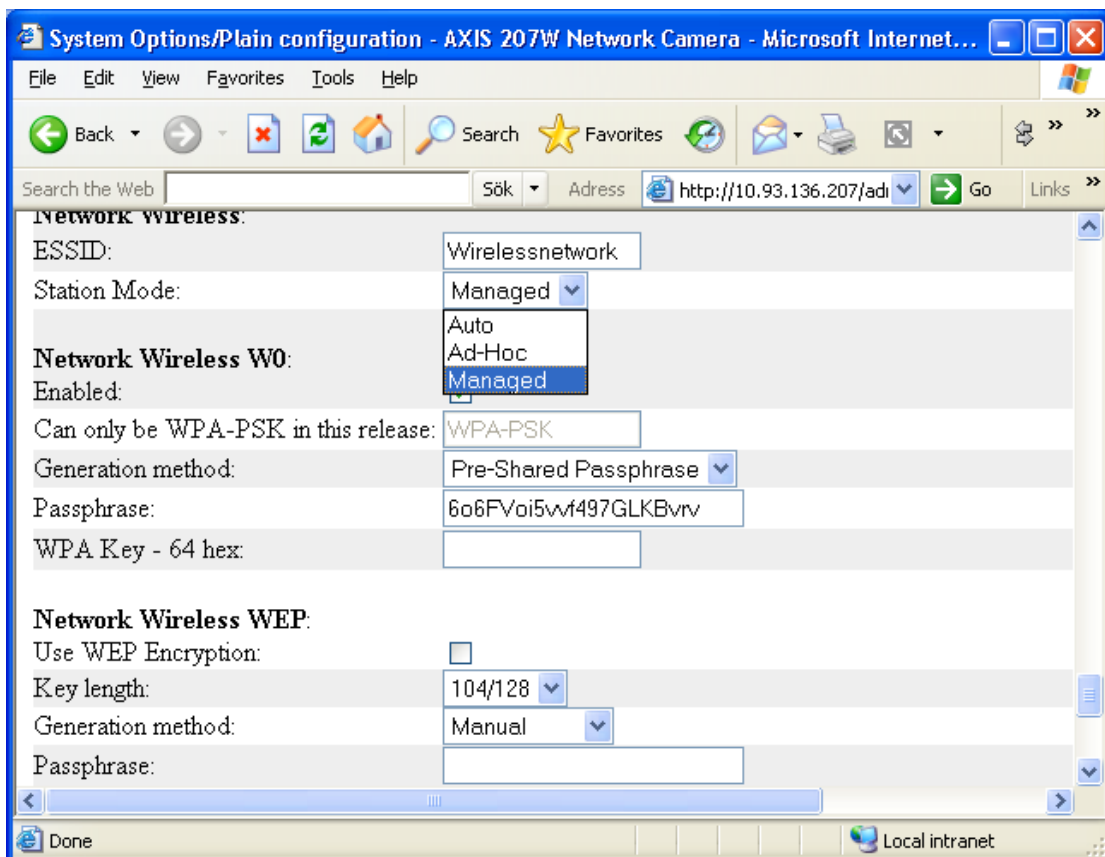 System Options/Plain configuration - AXIS 207W Network Camera - Microsoft Internet...
File Edit View Favorites Tools Help
Back Search Favorites »
Search the Web Sök Adress http://10.93.136.207/adı Go Links »
Network Wireless:
ESSID: Wirelessnetwork
Station Mode: Managed
Auto
Ad-Hoc
Network Wireless W0:
Managed
Enabled:
Can only be WPA-PSK in this release: WPA-PSK
Generation method: Pre-Shared Passphrase
Passphrase: 6o6FVoi5vvf497GLKBvrv
WPA Key - 64 hex:
Network Wireless WEP:
Use WEP Encryption:
Key length: 104/128
Generation method: Manual
Passphrase:
Done Local intranet